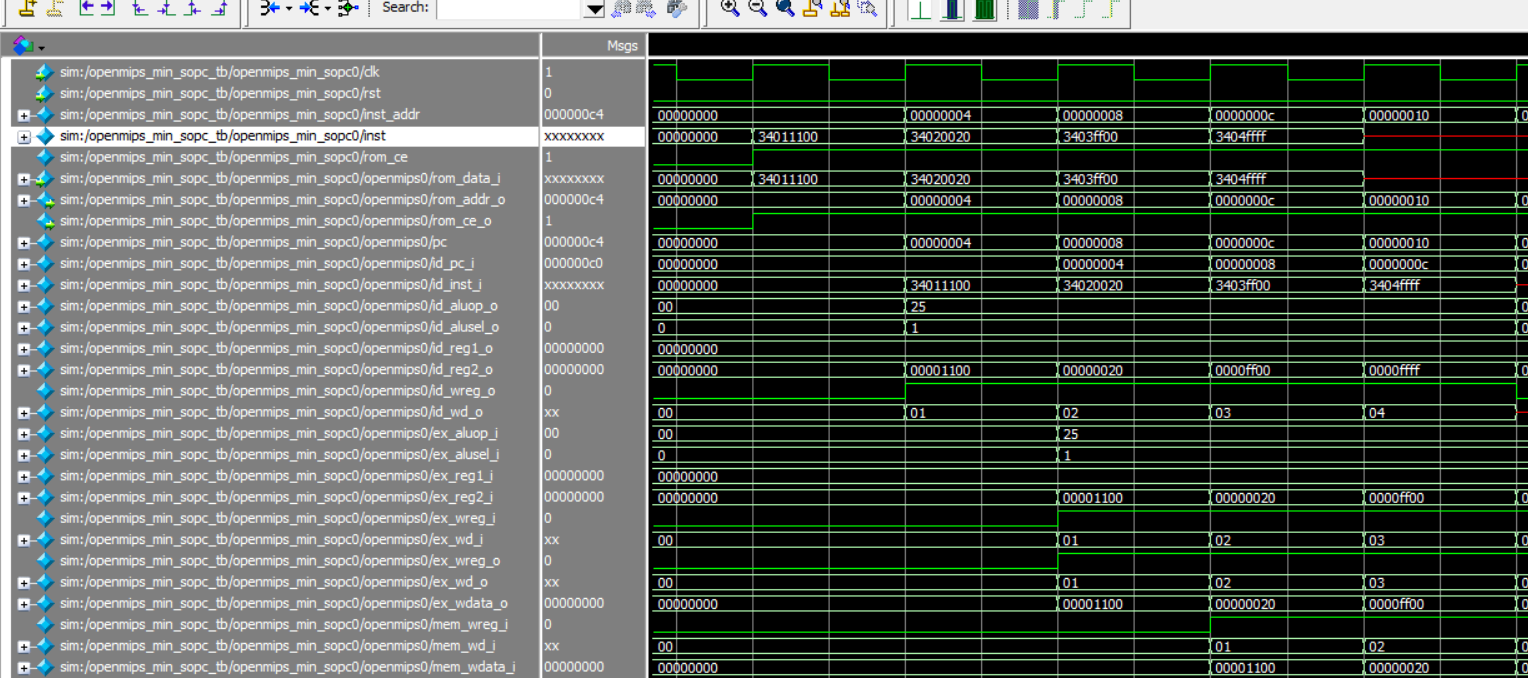 Search:
Msgs
sim:/openmips_min_sopc_tb/openmips_min_sopc0/clk 1
sim:/openmips_min_sopc_tb/openmips_min_sopc0/rst 0
sim:/openmips_min_sopc_tb/openmips_min_sopc0/inst_addr 000000c4 00000000 00000004 00000008 0000000c 00000010 0
sim:/openmips_min_sopc_tb/openmips_min_sopc0/inst xxxxxxxx 00000000 34011100 34020020 3403ff00 3404ffff
sim:/openmips_min_sopc_tb/openmips_min_sopc0/rom_ce 1
sim:/openmips_min_sopc_tb/openmips_min_sopc0/openmips0/rom_data_i xxxxxxxx 00000000 34011100 34020020 3403ff00 3404ffff
sim:/openmips_min_sopc_tb/openmips_min_sopc0/openmips0/rom_addr_o 000000c4 00000000 00000004 00000008 0000000c 00000010 0
sim:/openmips_min_sopc_tb/openmips_min_sopc0/openmips0/rom_ce_o 1
sim:/openmips_min_sopc_tb/openmips_min_sopc0/openmips0/pc 000000c4 00000000 00000004 00000008 0000000c 00000010 0
sim:/openmips_min_sopc_tb/openmips_min_sopc0/openmips0/id_pc_i 000000c0 00000000 00000004 00000008 0000000c 0
sim:/openmips_min_sopc_tb/openmips_min_sopc0/openmips0/id_inst_i xxxxxxxx 00000000 34011100 34020020 3403ff00 3404ffff
sim:/openmips_min_sopc_tb/openmips_min_sopc0/openmips0/id_aluop_o 00 00 25 0
sim:/openmips_min_sopc_tb/openmips_min_sopc0/openmips0/id_alusel_o 0 0 1 0
sim:/openmips_min_sopc_tb/openmips_min_sopc0/openmips0/id_reg1_o 00000000 00000000
sim:/openmips_min_sopc_tb/openmips_min_sopc0/openmips0/id_reg2_o 00000000 00000000 00001100 00000020 0000ff00 0000ffff 0
sim:/openmips_min_sopc_tb/openmips_min_sopc0/openmips0/id_wreg_o 0
sim:/openmips_min_sopc_tb/openmips_min_sopc0/openmips0/id_wd_o xx 00 01 02 03 04
sim:/openmips_min_sopc_tb/openmips_min_sopc0/openmips0/ex_aluop_i 00 00 25
sim:/openmips_min_sopc_tb/openmips_min_sopc0/openmips0/ex_alusel_i 0 0 1
sim:/openmips_min_sopc_tb/openmips_min_sopc0/openmips0/ex_reg1_i 00000000 00000000
sim:/openmips_min_sopc_tb/openmips_min_sopc0/openmips0/ex_reg2_i 00000000 00000000 00001100 00000020 0000ff00 0
sim:/openmips_min_sopc_tb/openmips_min_sopc0/openmips0/ex_wreg_i 0
sim:/openmips_min_sopc_tb/openmips_min_sopc0/openmips0/ex_wd_i xx 00 01 02 03 0
sim:/openmips_min_sopc_tb/openmips_min_sopc0/openmips0/ex_wreg_o 0
sim:/openmips_min_sopc_tb/openmips_min_sopc0/openmips0/ex_wd_o xx 00 01 02 03 0
sim:/openmips_min_sopc_tb/openmips_min_sopc0/openmips0/ex_wdata_o 00000000 00000000 00001100 00000020 0000ff00 0
sim:/openmips_min_sopc_tb/openmips_min_sopc0/openmips0/mem_wreg_i 0
sim:/openmips_min_sopc_tb/openmips_min_sopc0/openmips0/mem_wd_i xx 00 01 02 0
sim:/openmips_min_sopc_tb/openmips_min_sopc0/openmips0/mem_wdata_i 00000000 00000000 00001100 00000020 0